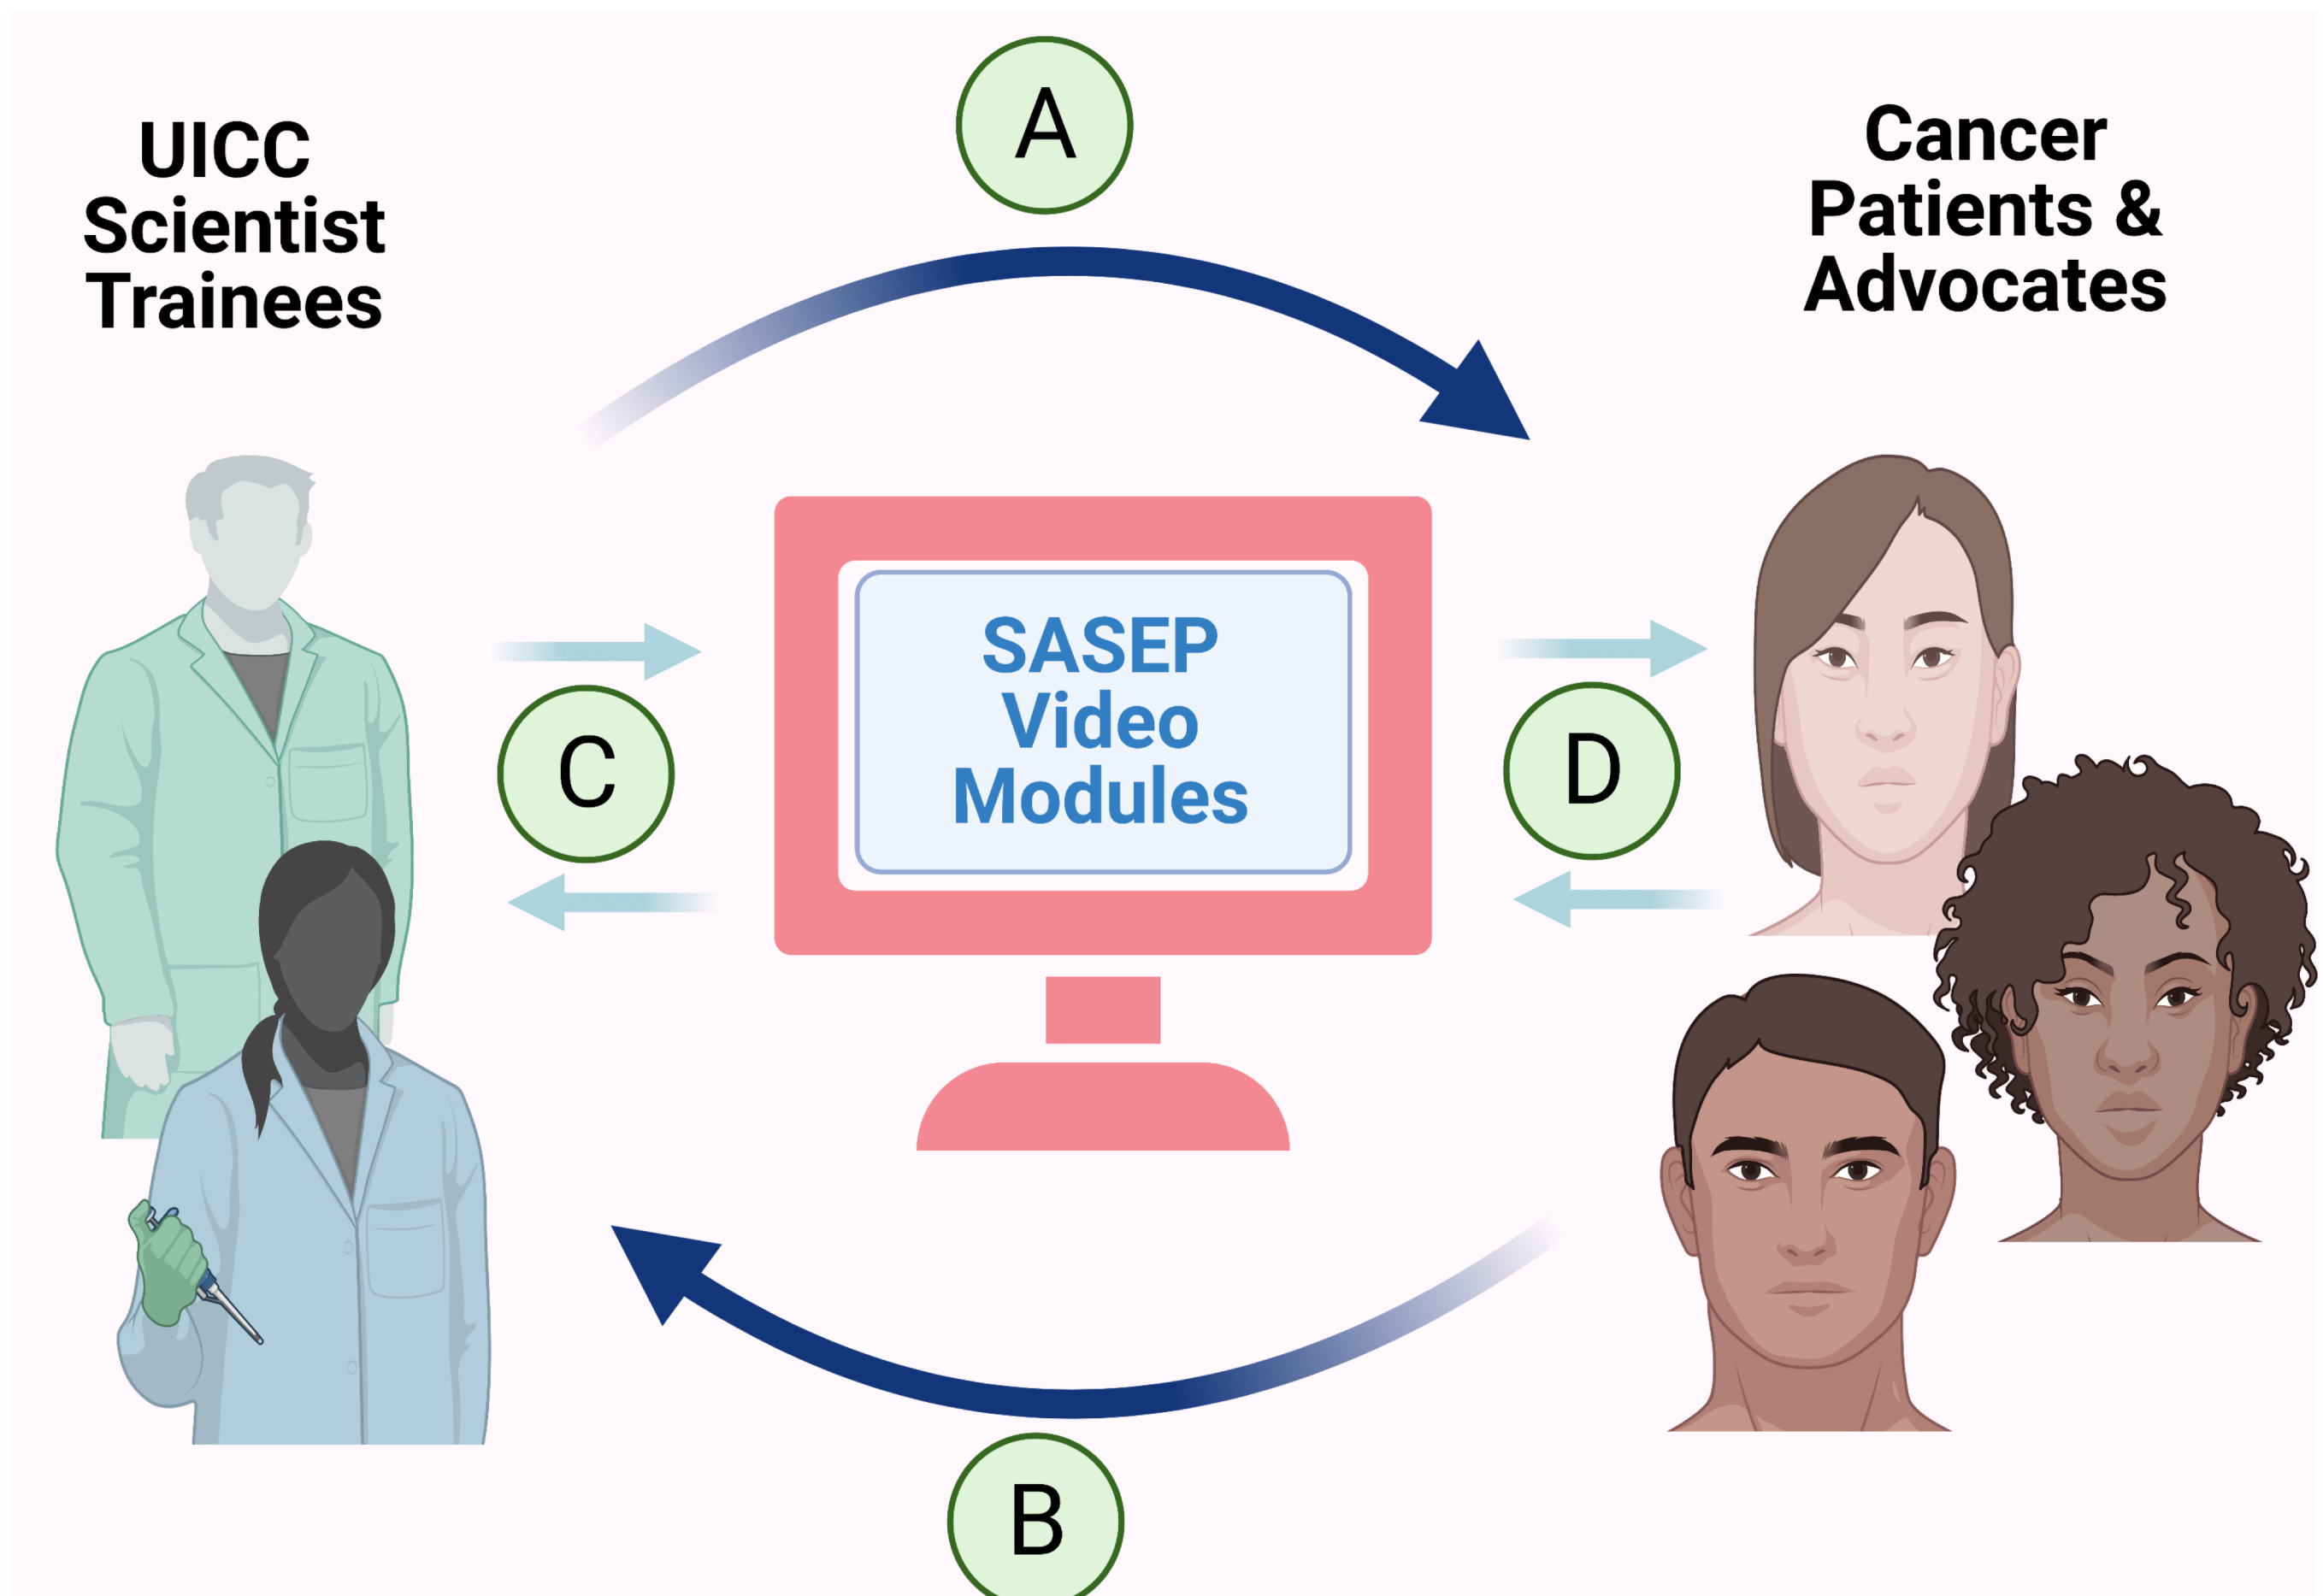 A
UICC
Scientist
Trainees
Cancer
Patients &
Advocates
SASEP
Video
Modules
C
D
B